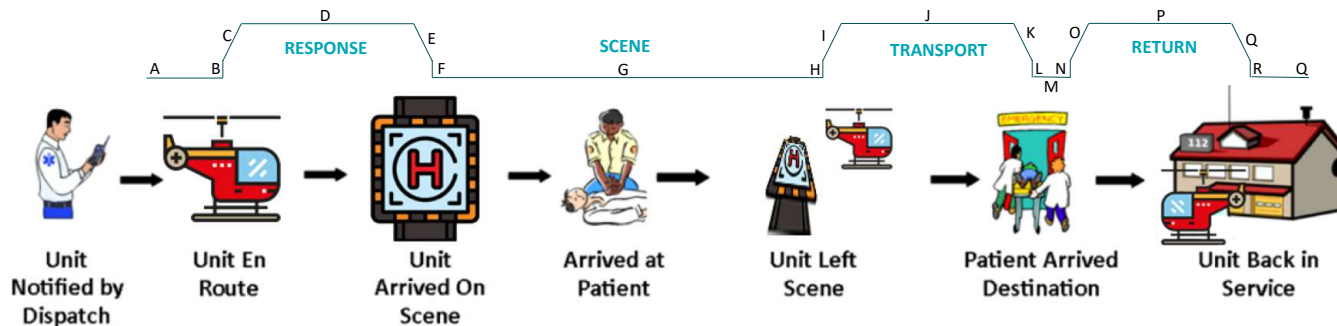 A B C D E F G H I J K L M N O P Q R Q
RESPONSE SCENE TRANSPORT RETURN
H
H
EMERGENCY
112
Unit Notified by Dispatch
Unit En Route
Unit Arrived On Scene
Arrived at Patient
Unit Left Scene
Patient Arrived Destination
Unit Back in Service